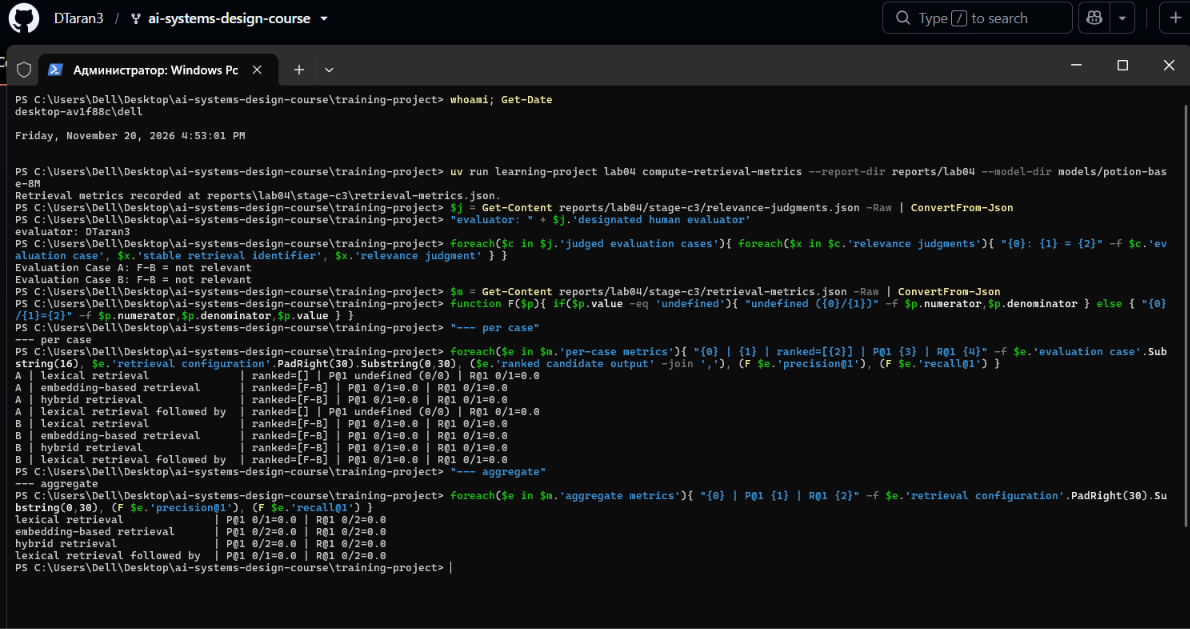 DTaran3 / ai-systems-design-course
Type / to search
Администратор: Windows Pc
PS C:\Users\Dell\Desktop\ai-systems-design-course\training-project> whoami; Get-Date
desktop-av1f88c\dell
Friday, November 20, 2026 4:53:01 PM
PS C:\Users\Dell\Desktop\ai-systems-design-course\training-project> uv run learning-project lab04 compute-retrieval-metrics --report-dir reports/lab04 --model-dir models/potion-bas
e-8M
Retrieval metrics recorded at reports\lab04\stage-c3\retrieval-metrics.json.
PS C:\Users\Dell\Desktop\ai-systems-design-course\training-project> $j = Get-Content reports/lab04/stage-c3/relevance-judgments.json -Raw | ConvertFrom-Json
PS C:\Users\Dell\Desktop\ai-systems-design-course\training-project> "evaluator: " + $j.'designated human evaluator'
evaluator: DTaran3
PS C:\Users\Dell\Desktop\ai-systems-design-course\training-project> foreach($c in $j.'judged evaluation cases'){ foreach($x in $c.'relevance judgments'){ "{0}: {1} = {2}" -f $c.'ev
aluation case', $x.'stable retrieval identifier', $x.'relevance judgment' } }
Evaluation Case A: F-B = not relevant
Evaluation Case B: F-B = not relevant
PS C:\Users\Dell\Desktop\ai-systems-design-course\training-project> $m = Get-Content reports/lab04/stage-c3/retrieval-metrics.json -Raw | ConvertFrom-Json
PS C:\Users\Dell\Desktop\ai-systems-design-course\training-project> function F($p){ if($p.value -eq 'undefined'){ "undefined ({0}/{1})" -f $p.numerator,$p.denominator } else { "{0}
/{1}={2}" -f $p.numerator,$p.denominator,$p.value } }
PS C:\Users\Dell\Desktop\ai-systems-design-course\training-project> "--- per case"
--- per case
PS C:\Users\Dell\Desktop\ai-systems-design-course\training-project> foreach($e in $m.'per-case metrics'){ "{0} | {1} | ranked=[{2}] | P@1 {3} | R@1 {4}" -f $e.'evaluation case'.Sub
string(16), $e.'retrieval configuration'.PadRight(30).Substring(0,30), ($e.'ranked candidate output' -join ','), (F $e.'precision@1'), (F $e.'recall@1') }
A | lexical retrieval | ranked=[] | P@1 undefined (0/0) | R@1 0/1=0.0
A | embedding-based retrieval | ranked=[F-B] | P@1 0/1=0.0 | R@1 0/1=0.0
A | hybrid retrieval | ranked=[F-B] | P@1 0/1=0.0 | R@1 0/1=0.0
A | lexical retrieval followed by | ranked=[] | P@1 undefined (0/0) | R@1 0/1=0.0
B | lexical retrieval | ranked=[F-B] | P@1 0/1=0.0 | R@1 0/1=0.0
B | embedding-based retrieval | ranked=[F-B] | P@1 0/1=0.0 | R@1 0/1=0.0
B | hybrid retrieval | ranked=[F-B] | P@1 0/1=0.0 | R@1 0/1=0.0
B | lexical retrieval followed by | ranked=[F-B] | P@1 0/1=0.0 | R@1 0/1=0.0
PS C:\Users\Dell\Desktop\ai-systems-design-course\training-project> "--- aggregate"
--- aggregate
PS C:\Users\Dell\Desktop\ai-systems-design-course\training-project> foreach($e in $m.'aggregate metrics'){ "{0} | P@1 {1} | R@1 {2}" -f $e.'retrieval configuration'.PadRight(30).Su
bstring(0,30), (F $e.'precision@1'), (F $e.'recall@1') }
lexical retrieval | P@1 0/1=0.0 | R@1 0/2=0.0
embedding-based retrieval | P@1 0/2=0.0 | R@1 0/2=0.0
hybrid retrieval | P@1 0/2=0.0 | R@1 0/2=0.0
lexical retrieval followed by | P@1 0/1=0.0 | R@1 0/2=0.0
PS C:\Users\Dell\Desktop\ai-systems-design-course\training-project>